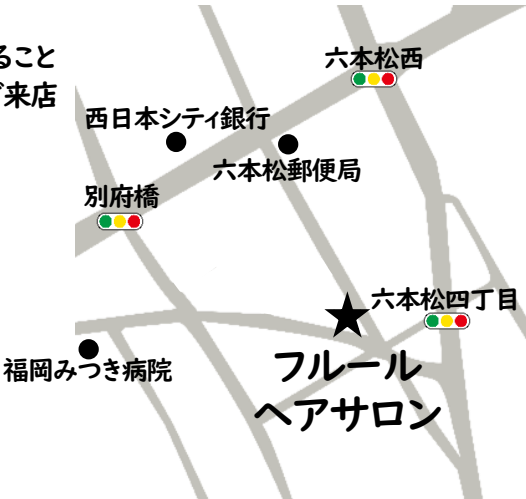 ること
ご来店
六本松西
西日本シティ銀行
六本松郵便局
別府橋
六本松四丁目
福岡みつき病院
フルール
ヘアサロン